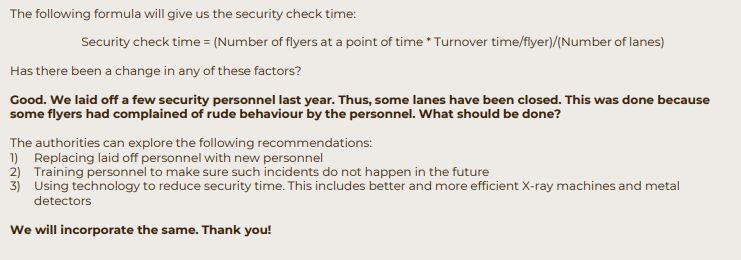 The following formula will give us the security check time:
Security check time = (Number of flyers at a point of time * Turnover time/flyer)/(Number of lanes)
Has there been a change in any of these factors?
Good. We laid off a few security personnel last year. Thus, some lanes have been closed. This was done because
some flyers had complained of rude behaviour by the personnel. What should be done?
The authorities can explore the following recommendations:
1) Replacing laid off personnel with new personnel
2) Training personnel to make sure such incidents do not happen in the future
3) Using technology to reduce security time. This includes better and more efficient X-ray machines and metal
detectors
We will incorporate the same. Thank you!